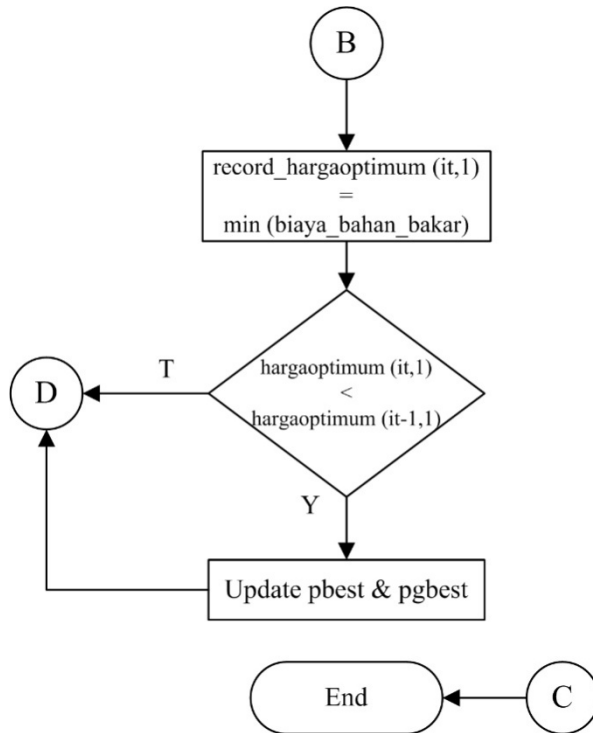 B
record_hargaoptimum (it,1)
=
min (biaya_bahan_bakar)
T
D
hargaoptimum (it,1)
<
hargaoptimum (it-1,1)
Y
Update pbest & pgbest
End
C